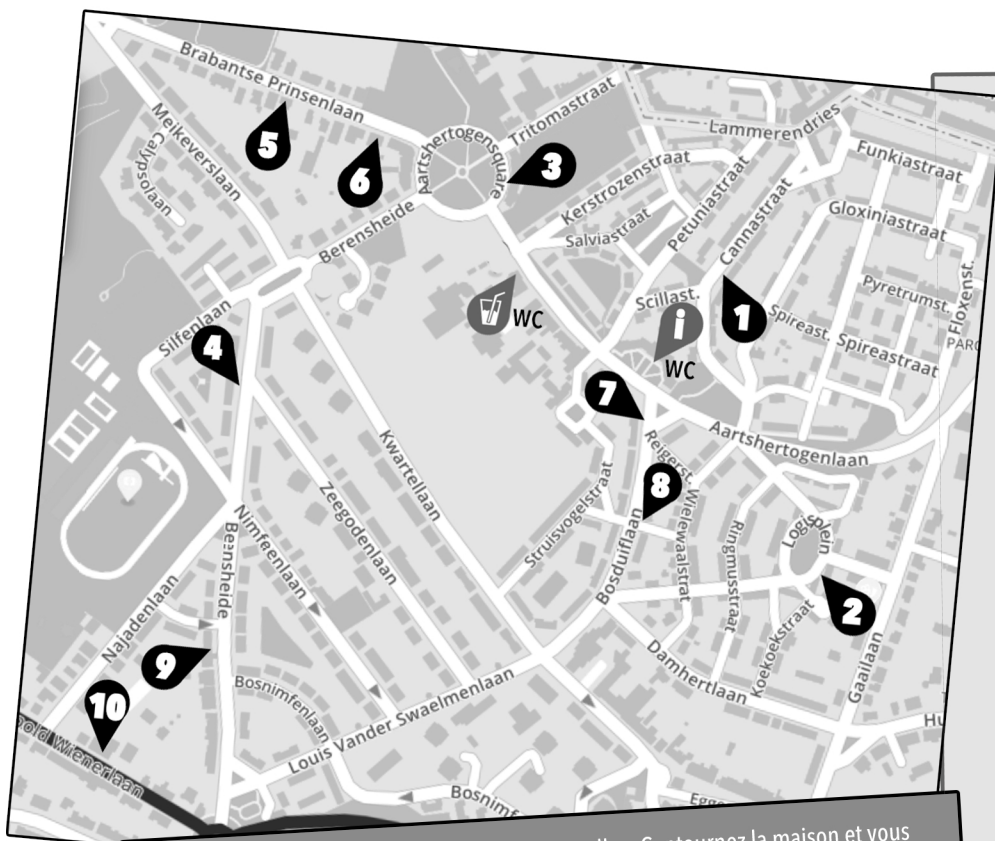 Brabantse Prinsenlaan
Meikeverslaan
Calypsolaan
5
6
Aartshertogensquare
3
Tritomastraat
Lammerendries
Funkiastraat
Kerstrozenstraat
Petuniastraat
Cannastraat
Gloxiniastraat
Berensheide
Salviastraat
Pyretrumst.
Floxenst.
Scillast.
i
WC
WC
1
Spireast.
Spireastraat
PARC
Silfenlaan
4
7
Aartshertogenlaan
Kwartellaan
Reigerst.
8
Zeegodenlaan
Struisvogelstraat
Wielewaalstrat
Ringmusstraat
Logisplein
Nimfeenlaan
Beensheide
Bosduiflaan
2
Najadenlaan
Koekoekstraat
Gaailaan
Damhertlaan
9
10
Bosnimfenlaan
Louis Vander Swaelmenlaan
pold Wienerlaan
Hu
Bosnimf
Egge
Contournez la maison et vous